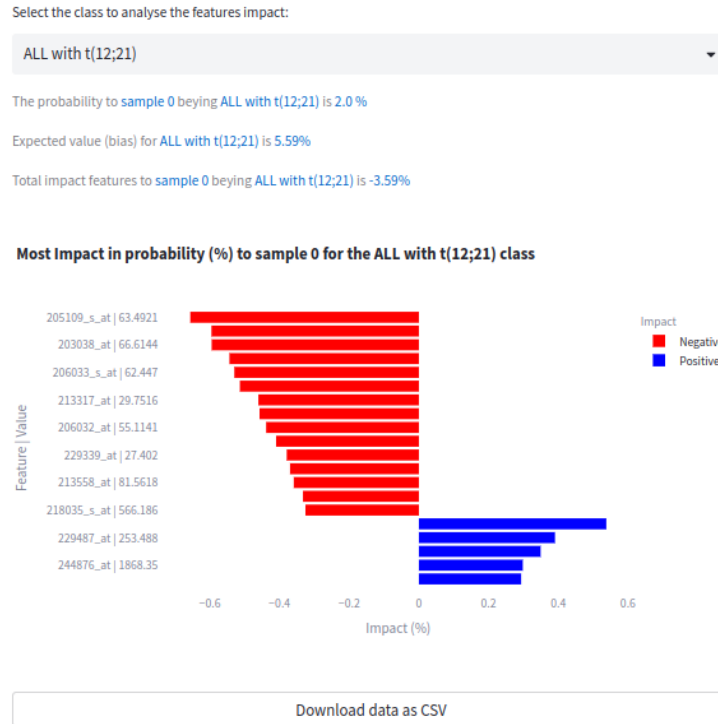 Select the class to analyse the features impact:
ALL with t(12;21)
The probability to sample 0 beying ALL with t(12;21) is 2.0 %
Expected value (bias) for ALL with t(12;21) is 5.59%
Total impact features to sample 0 beying ALL with t(12;21) is -3.59%
Most Impact in probability (%) to sample 0 for the ALL with t(12;21) class
Impact
Negativ
Positive
Feature | Value
205109_s_at | 63.4921
203038_at | 66.6144
206033_s_at | 62.447
213317_at | 29.7516
206032_at | 55.1141
229339_at | 27.402
213558_at | 81.5618
218035_s_at | 566.186
229487_at | 253.488
244876_at | 1868.35
−0.6 −0.4 −0.2 0 0.2 0.4 0.6
Impact (%)
Download data as CSV